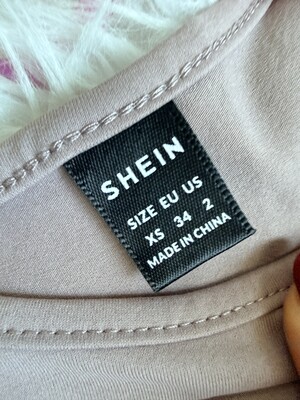 SHEIN
SIZE EU US
XS 34 2
MADE IN CHINA